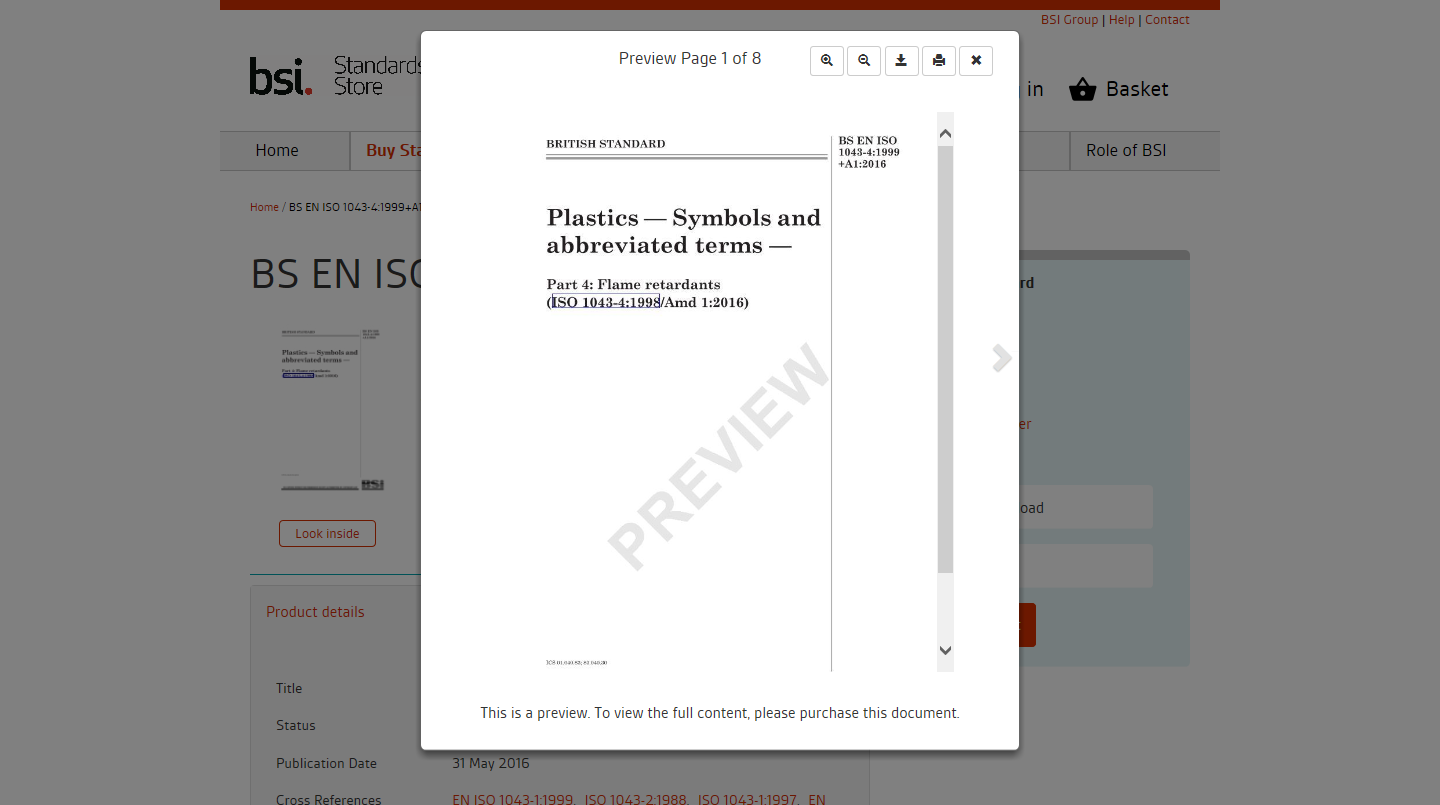 BSI Group | Help | Contact
bsi. Standards
Store
in
Basket
Home
Buy Sta
Role of BSI
Home / BS EN ISO 1043-4:1999+A1
BS EN ISO
rd
Look inside
er
oad
Product details
Title
Status
Publication Date
31 May 2016
Cross References
EN ISO 1043-1:1999, ISO 1043-2:1988, ISO 1043-1:1997, EN
Preview Page 1 of 8
BRITISH STANDARD
BS EN ISO
1043-4:1999
+A1:2016
Plastics — Symbols and
abbreviated terms —
Part 4: Flame retardants
(ISO 1043-4:1998/Amd 1:2016)
PREVIEW
This is a preview. To view the full content, please purchase this document.